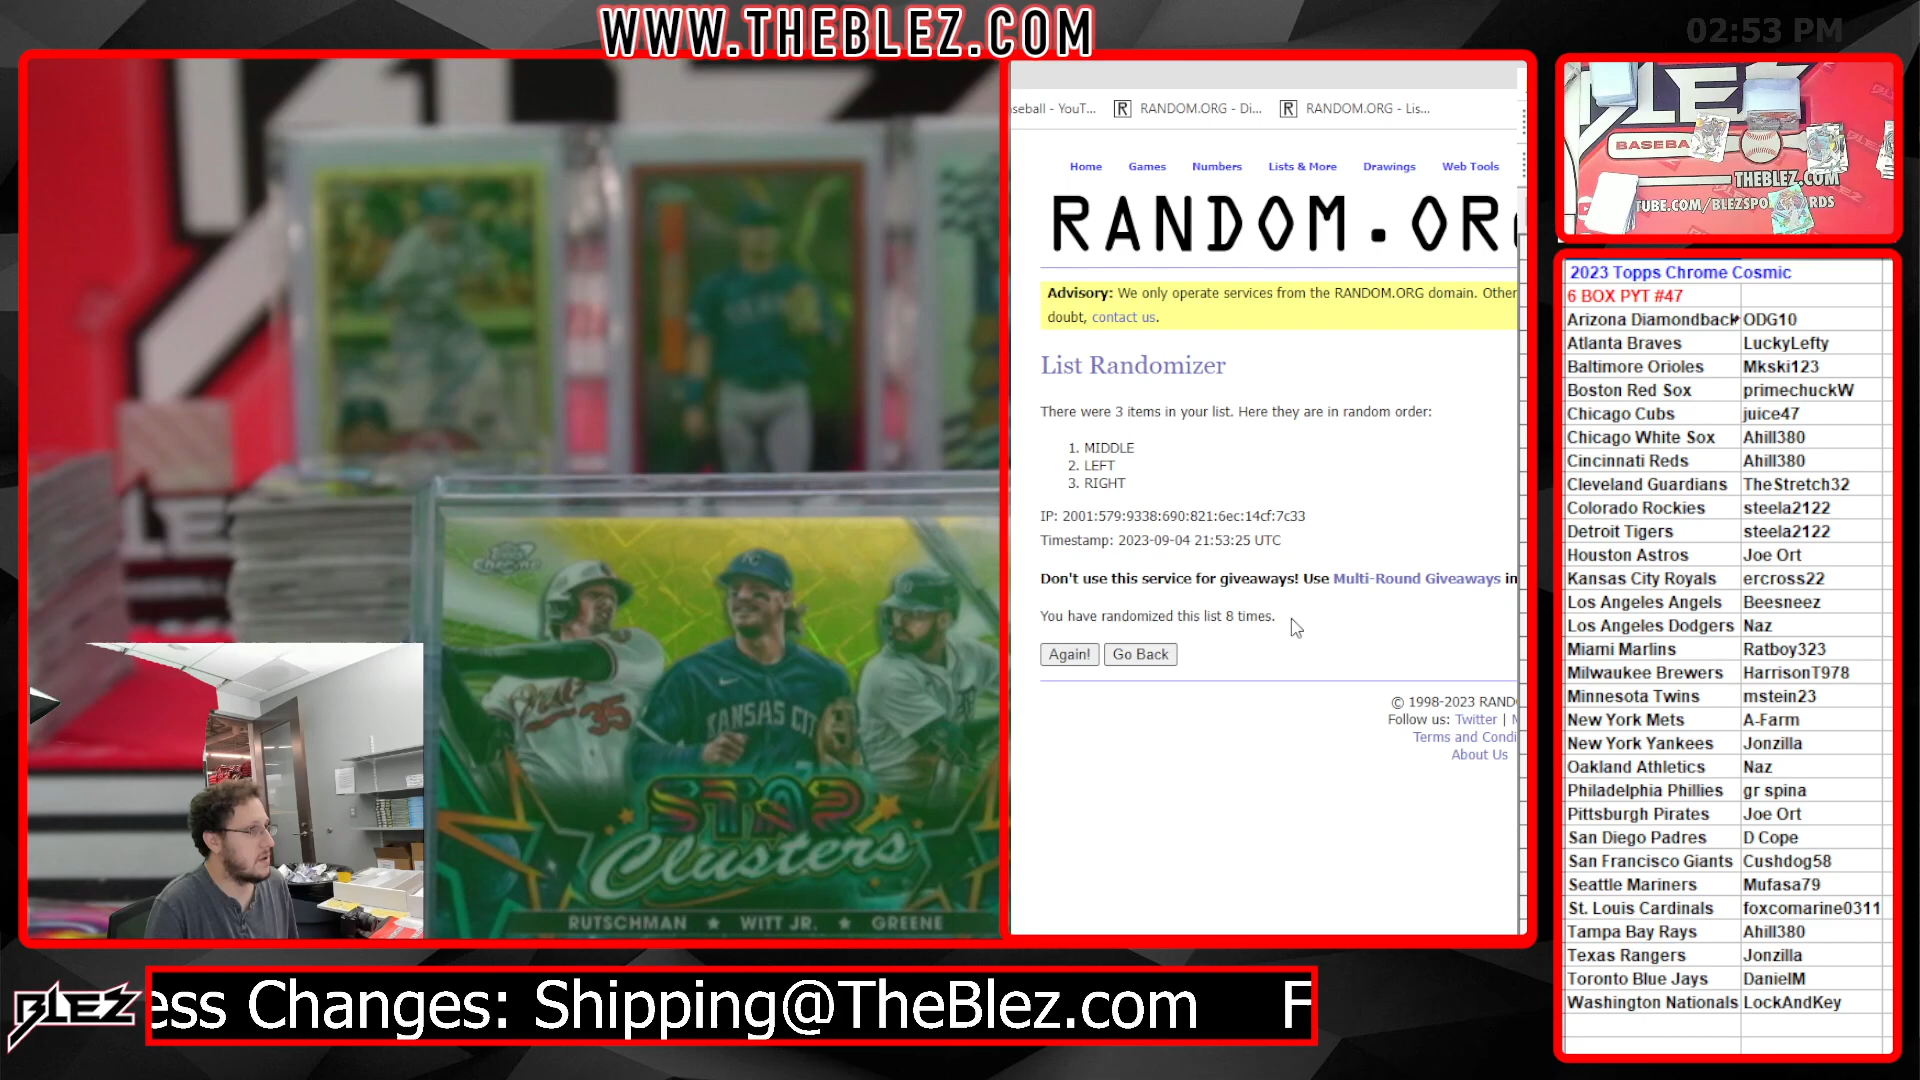 WWW.THEBLEZ.COM
02:53 PM
seball - YouT...
RANDOM.ORG - Di...
RANDOM.ORG - Lis...
Home Games Numbers Lists & More Drawings Web Tools
RANDOM.OR
Advisory: We only operate services from the RANDOM.ORG domain. Other
doubt, contact us.
List Randomizer
There were 3 items in your list. Here they are in random order:
1. MIDDLE
2. LEFT
3. RIGHT
IP: 2001:579:9338:690:821:6ec:14cf:7c33
Timestamp: 2023-09-04 21:53:25 UTC
Don't use this service for giveaways! Use Multi-Round Giveaways in
You have randomized this list 8 times.
Again! Go Back
© 1998-2023 RAND
Follow us: Twitter |
Terms and Condi
About Us
Topps Chrome
35
KANSAS CIT
STAR
Clusters
RUTSCHMAN ★ WITT JR. ★ GREENE
BASEBA
THEBLEZ.COM
TUBE.COM/BLEZSPO RDS
2023 Topps Chrome Cosmic
6 BOX PYT #47
Arizona Diamondback ODG10
Atlanta Braves LuckyLefty
Baltimore Orioles Mkski123
Boston Red Sox primechuckW
Chicago Cubs juice47
Chicago White Sox Ahill380
Cincinnati Reds Ahill380
Cleveland Guardians TheStretch32
Colorado Rockies steela2122
Detroit Tigers steela2122
Houston Astros Joe Ort
Kansas City Royals ercross22
Los Angeles Angels Beesneez
Los Angeles Dodgers Naz
Miami Marlins Ratboy323
Milwaukee Brewers HarrisonT978
Minnesota Twins mstein23
New York Mets A-Farm
New York Yankees Jonzilla
Oakland Athletics Naz
Philadelphia Phillies gr spina
Pittsburgh Pirates Joe Ort
San Diego Padres D Cope
San Francisco Giants Cushdog58
Seattle Mariners Mufasa79
St. Louis Cardinals foxcomarine0311
Tampa Bay Rays Ahill380
Texas Rangers Jonzilla
Toronto Blue Jays DanielM
Washington Nationals LockAndKey
BLEZ
ess Changes: Shipping@TheBlez.com F